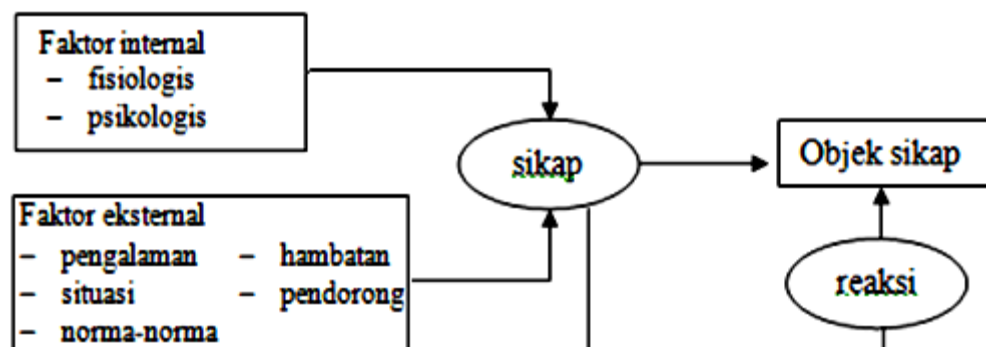 Faktor internal
– fisiologis
– psikologis
sikap
Objek sikap
Faktor eksternal
– pengalaman – hambatan
– situasi – pendorong
– norma-norma
reaksi